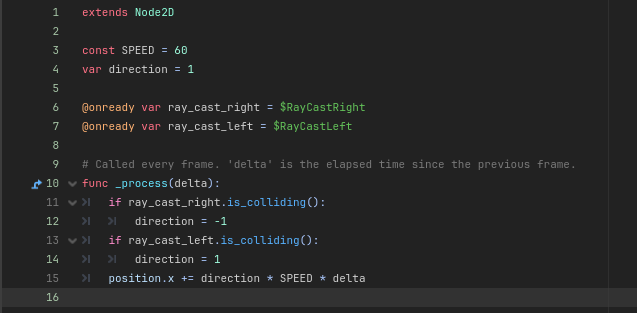 1 extends Node2D
2
3 const SPEED = 60
4 var direction = 1
5
6 @onready var ray_cast_right = $RayCastRight
7 @onready var ray_cast_left = $RayCastLeft
8
9 # Called every frame. 'delta' is the elapsed time since the previous frame.
10 func _process(delta):
11 if ray_cast_right.is_colliding():
12 direction = -1
13 if ray_cast_left.is_colliding():
14 direction = 1
15 position.x += direction * SPEED * delta
16